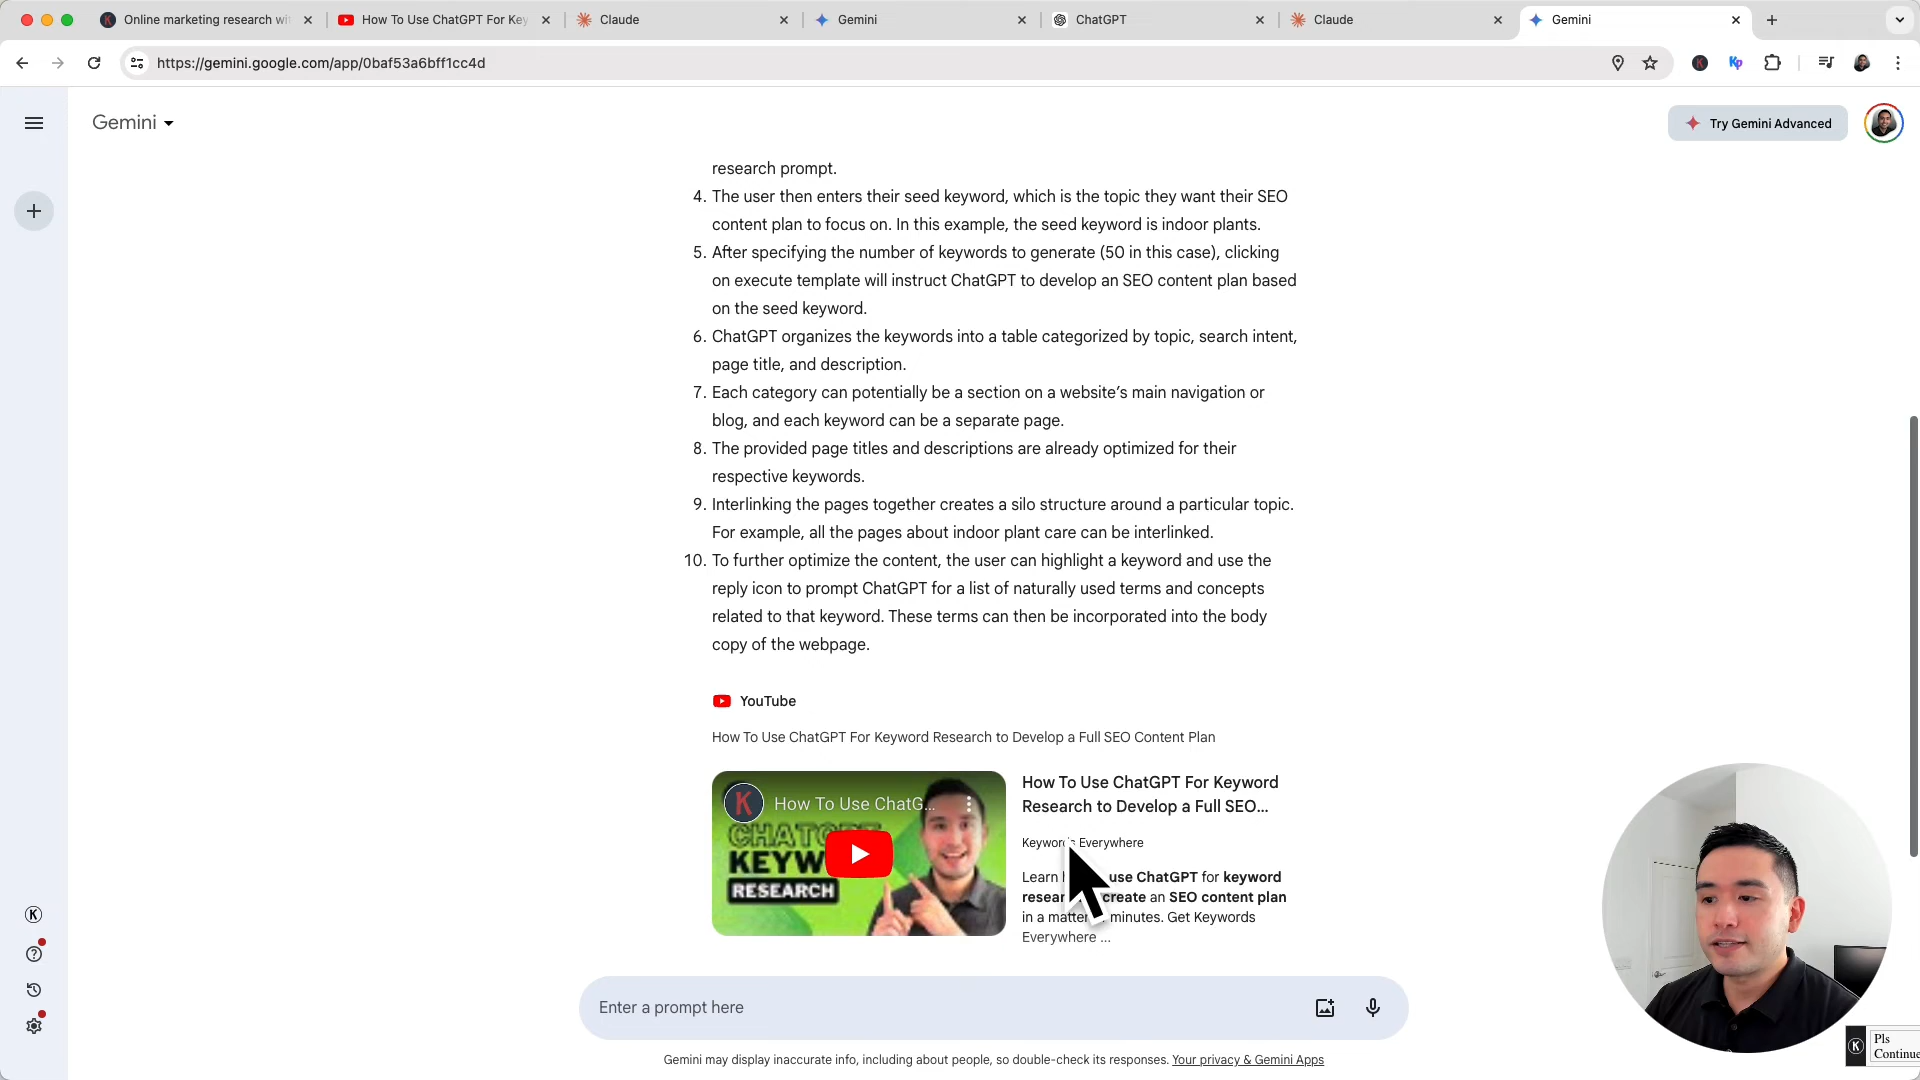 Online marketing research wit
How To Use ChatGPT For Key
Claude
Gemini
ChatGPT
Claude
Gemini
https://gemini.google.com/app/0baf53a6bff1cc4d
K
Kp
Gemini
Try Gemini Advanced
research prompt.
4. The user then enters their seed keyword, which is the topic they want their SEO
content plan to focus on. In this example, the seed keyword is indoor plants.
5. After specifying the number of keywords to generate (50 in this case), clicking
on execute template will instruct ChatGPT to develop an SEO content plan based
on the seed keyword.
6. ChatGPT organizes the keywords into a table categorized by topic, search intent,
page title, and description.
7. Each category can potentially be a section on a website’s main navigation or
blog, and each keyword can be a separate page.
8. The provided page titles and descriptions are already optimized for their
respective keywords.
9. Interlinking the pages together creates a silo structure around a particular topic.
For example, all the pages about indoor plant care can be interlinked.
10. To further optimize the content, the user can highlight a keyword and use the
reply icon to prompt ChatGPT for a list of naturally used terms and concepts
related to that keyword. These terms can then be incorporated into the body
copy of the webpage.
YouTube
How To Use ChatGPT For Keyword Research to Develop a Full SEO Content Plan
K How To Use ChatG...
CHATGPT
KEYW
RESEARCH
How To Use ChatGPT For Keyword
Research to Develop a Full SEO...
Keywords Everywhere
Learn use ChatGPT for keyword
create an SEO content plan
in a matter minutes. Get Keywords
Everywhere ...
K
Enter a prompt here
Gemini may display inaccurate info, including about people, so double-check its responses. Your privacy & Gemini Apps
K
Pls
Continue